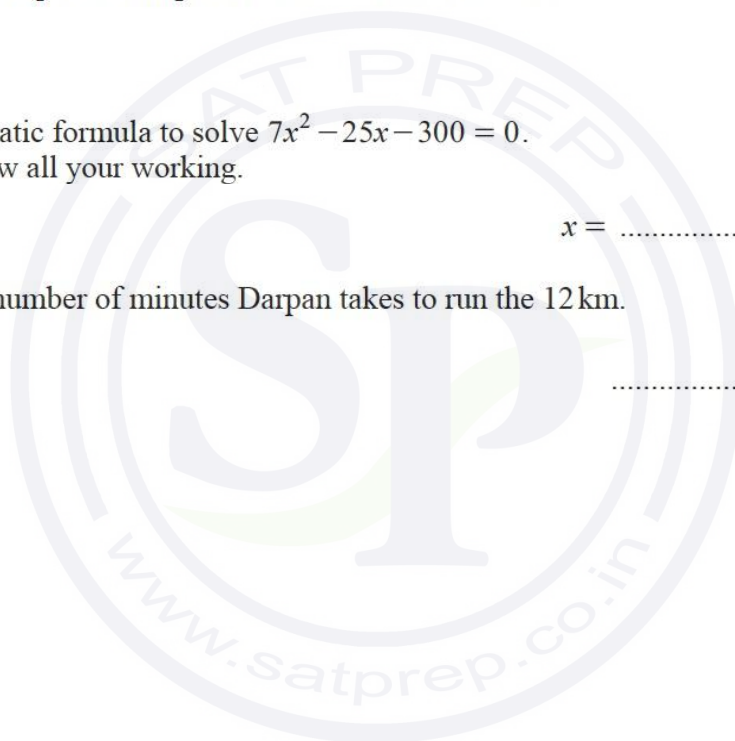 SAT PREP
atic formula to solve 7x² – 25x – 300 = 0.
w all your working.
x = ..............
number of minutes Darpan takes to run the 12 km.
..............
SP
www.satprep.co.in